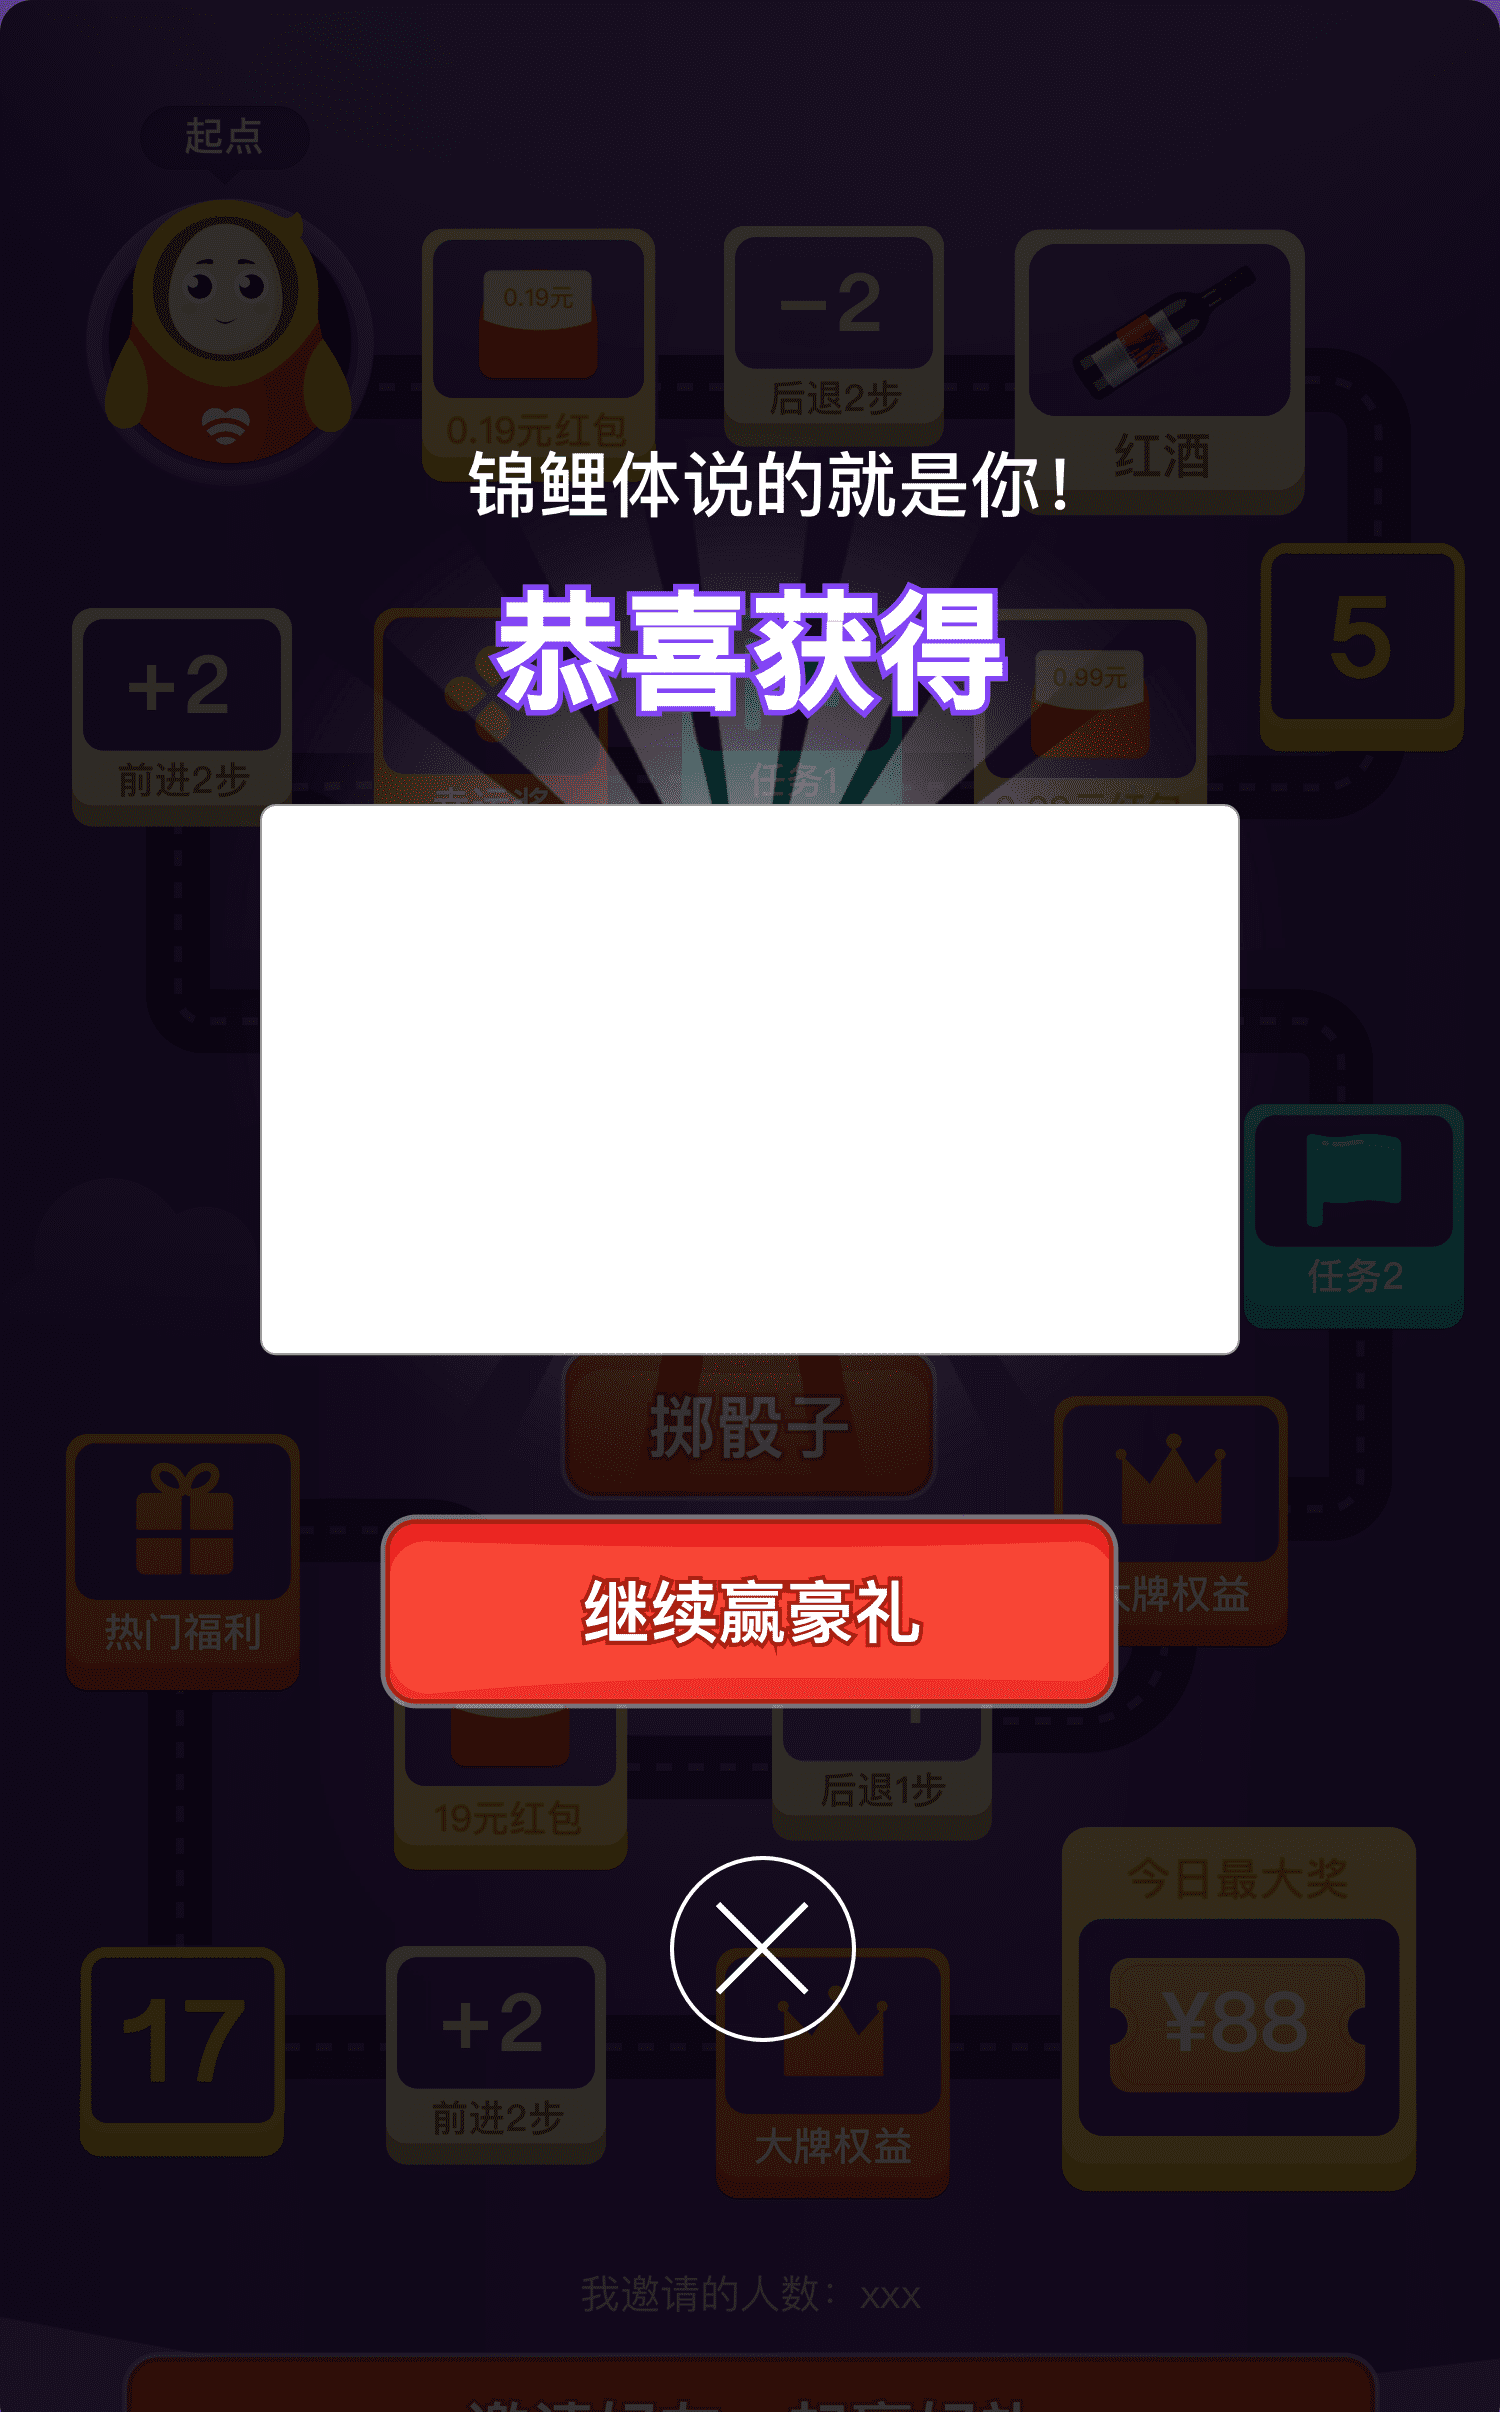 起点
0.19元
0.19元红包
-2
后退2步
红酒
锦鲤体说的就是你！
恭喜获得
+2
前进2步
任务1
0.99元
5
任务2
掷骰子
热门福利
继续赢豪礼
大牌权益
19元红包
后退1步
17
+2
前进2步
大牌权益
今日最大奖
¥88
我邀请的人数：xxx